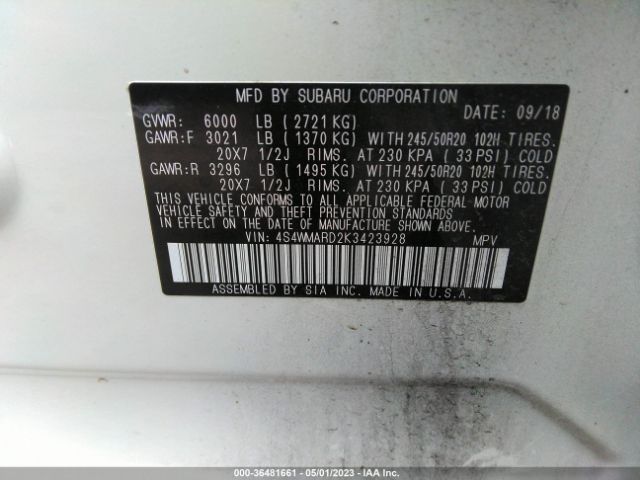 MFD BY SUBARU CORPORATION
DATE: 09/18
GVWR: 6000 LB ( 2721 KG)
GAWR:F 3021 LB ( 1370 KG) WITH 245/50R20 102H TIRES.
20X7 1/2J RIMS. AT 230 KPA ( 33 PSI) COLD
GAWR:R 3296 LB ( 1495 KG) WITH 245/50R20 102H TIRES.
20X7 1/2J RIMS. AT 230 KPA ( 33 PSI) COLD
THIS VEHICLE CONFORMS TO ALL APPLICABLE FEDERAL MOTOR
VEHICLE SAFETY AND THEFT PREVENTION STANDARDS
IN EFFECT ON THE DATE OF MANUFACTURE SHOWN ABOVE.
VIN: 4S4WMARD2K3423928 MPV
ASSEMBLED BY SIA INC. MADE IN U.S.A.
000-36481661 - 05/01/2023 - IAA Inc.